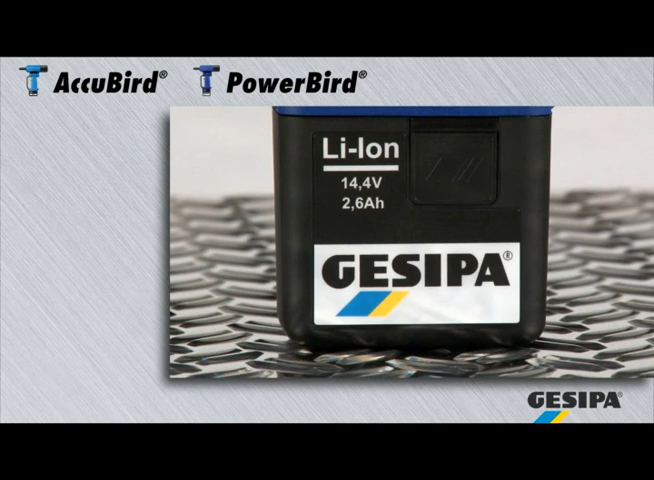 AccuBird® PowerBird®
Li-Ion
14,4V
2,6Ah
GESIPA®
GESIPA®